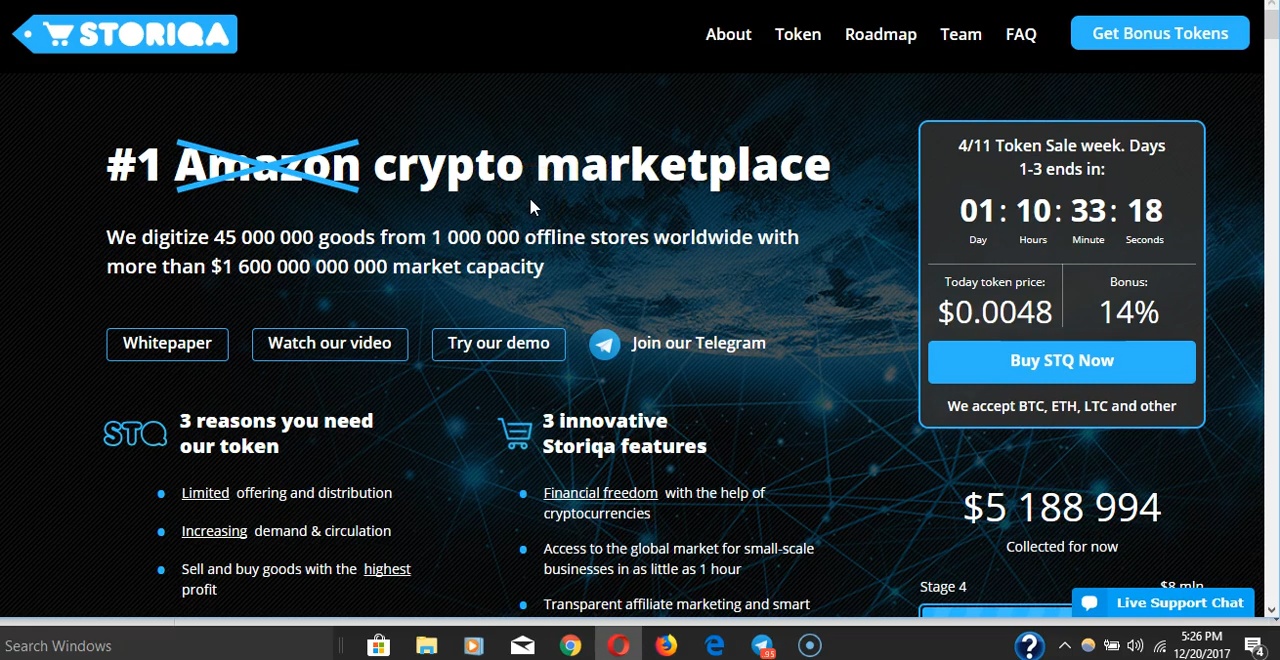 STORIQA
About
Token
Roadmap
Team
FAQ
Get Bonus Tokens
#1 Amazon crypto marketplace
We digitize 45 000 000 goods from 1 000 000 offline stores worldwide with
more than $1 600 000 000 000 market capacity
Whitepaper
Watch our video
Try our demo
Join our Telegram
4/11 Token Sale week. Days
1-3 ends in:
01 : 10 : 33 : 18
Day Hours Minute Seconds
Today token price:
$0.0048
Bonus:
14%
Buy STQ Now
We accept BTC, ETH, LTC and other
STQ
3 reasons you need
our token
Limited offering and distribution
Increasing demand & circulation
Sell and buy goods with the highest
profit
3 innovative
Storiqa features
Financial freedom with the help of
cryptocurrencies
Access to the global market for small-scale
businesses in as little as 1 hour
Transparent affiliate marketing and smart
$5 188 994
Collected for now
Stage 4
$8 mln
Live Support Chat
Search Windows
95
5:26 PM
12/20/2017
4